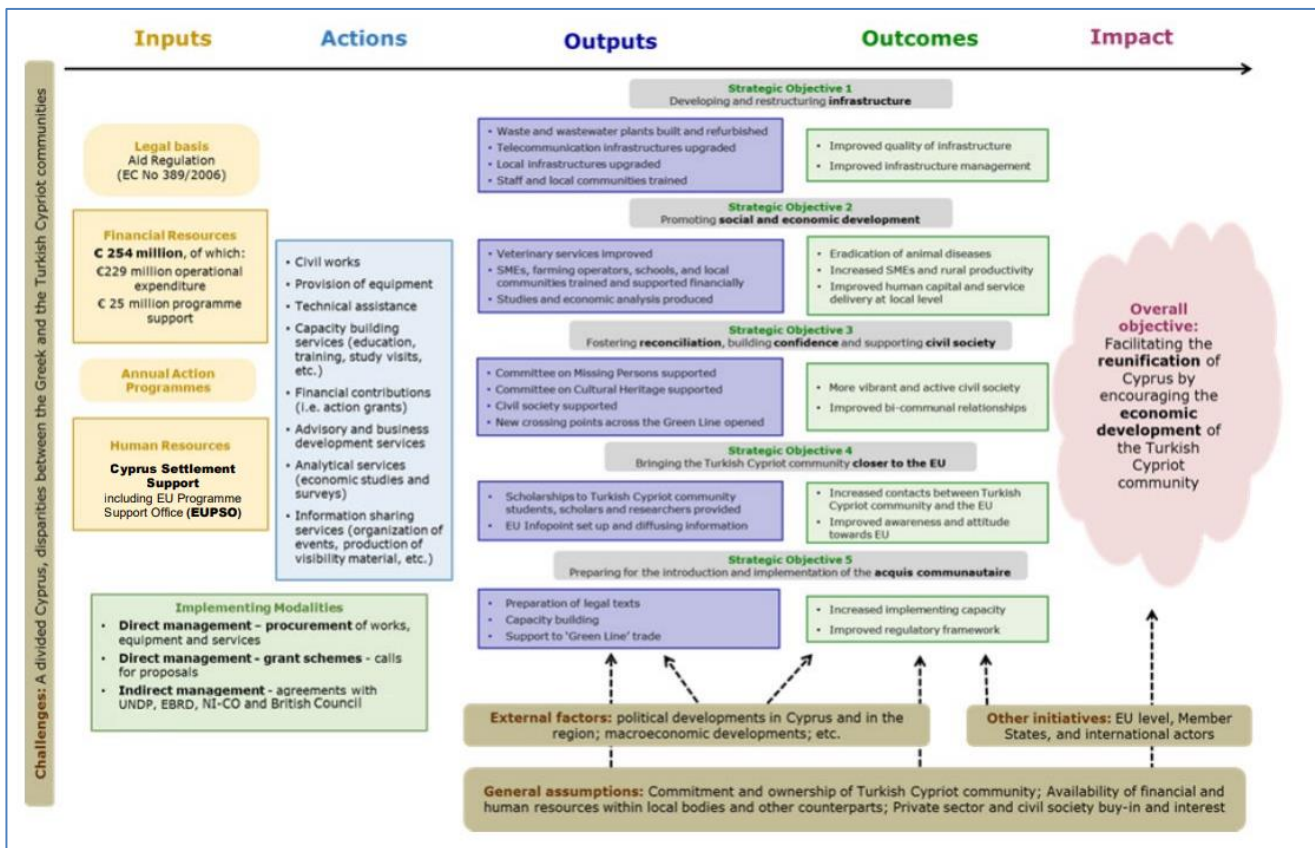 Inputs
Actions
Outputs
Outcomes
Impact
Challenges: A divided Cyprus, disparities between the Greek and the Turkish Cypriot communities
Legal basis
Aid Regulation
(EC No 389/2006)
Financial Resources
€ 254 million, of which:
€229 million operational
expenditure
€ 25 million programme
support
Annual Action
Programmes
Human Resources
Cyprus Settlement
Support
including EU Programme
Support Office (EUPSO)
• Civil works
• Provision of equipment
• Technical assistance
• Capacity building
services (education,
training, study visits,
etc.)
• Financial contributions
(i.e. action grants)
• Advisory and business
development services
• Analytical services
(economic studies and
surveys)
• Information sharing
services (organization of
events, production of
visibility material, etc.)
Implementing Modalities
• Direct management – procurement of works,
equipment and services
• Direct management – grant schemes - calls
for proposals
• Indirect management - agreements with
UNDP, EBRD, NI-CO and British Council
Strategic Objective 1
Developing and restructuring infrastructure
• Waste and wastewater plants built and refurbished
• Telecommunication infrastructures upgraded
• Local infrastructures upgraded
• Staff and local communities trained
• Improved quality of infrastructure
• Improved infrastructure management
Strategic Objective 2
Promoting social and economic development
• Veterinary services improved
• SMEs, farming operators, schools, and local
communities trained and supported financially
• Studies and economic analysis produced
• Eradication of animal diseases
• Increased SMEs and rural productivity
• Improved human capital and service
delivery at local level
Strategic Objective 3
Fostering reconciliation, building confidence and supporting civil society
• Committee on Missing Persons supported
• Committee on Cultural Heritage supported
• Civil society supported
• New crossing points across the Green Line opened
• More vibrant and active civil society
• Improved bi-communal relationships
Strategic Objective 4
Bringing the Turkish Cypriot community closer to the EU
• Scholarships to Turkish Cypriot community
students, scholars and researchers provided
• EU Infopoint set up and diffusing information
• Increased contacts between Turkish
Cypriot community and the EU
• Improved awareness and attitude
towards EU
Strategic Objective 5
Preparing for the introduction and implementation of the acquis communautaire
• Preparation of legal texts
• Capacity building
• Support to 'Green Line' trade
• Increased implementing capacity
• Improved regulatory framework
Overall
objective:
Facilitating the
reunification of
Cyprus by
encouraging the
economic
development of
the Turkish
Cypriot
community
External factors: political developments in Cyprus and in the
region; macroeconomic developments; etc.
Other initiatives: EU level, Member
States, and international actors
General assumptions: Commitment and ownership of Turkish Cypriot community; Availability of financial and
human resources within local bodies and other counterparts; Private sector and civil society buy-in and interest